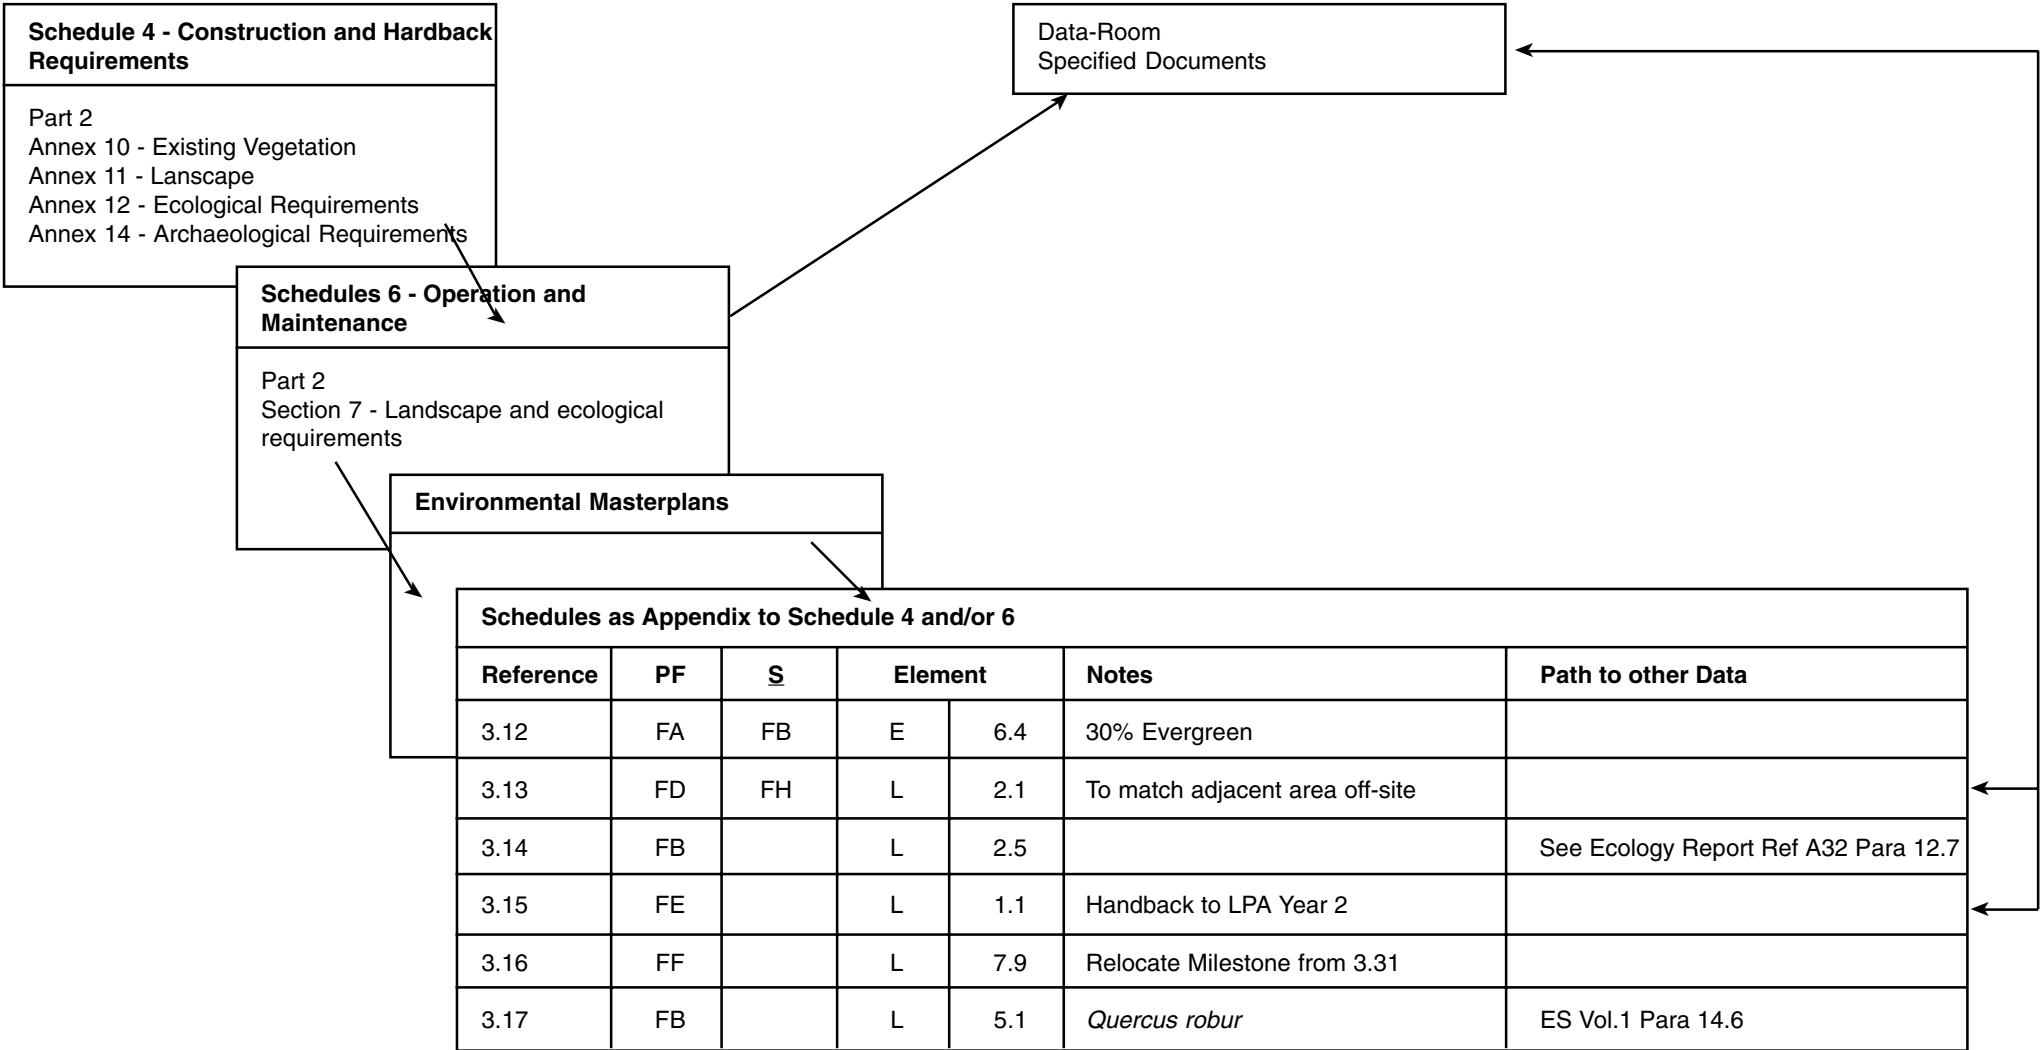 Schedule 4 - Construction and Hardback
Requirements
Part 2
Annex 10 - Existing Vegetation
Annex 11 - Lanscape
Annex 12 - Ecological Requirements
Annex 14 - Archaeological Requirements
Data-Room
Specified Documents
Schedules 6 - Operation and
Maintenance
Part 2
Section 7 - Landscape and ecological
requirements
Environmental Masterplans
Schedules as Appendix to Schedule 4 and/or 6
Reference PF S Element Notes Path to other Data
3.12 FA FB E 6.4 30% Evergreen
3.13 FD FH L 2.1 To match adjacent area off-site
3.14 FB L 2.5 See Ecology Report Ref A32 Para 12.7
3.15 FE L 1.1 Handback to LPA Year 2
3.16 FF L 7.9 Relocate Milestone from 3.31
3.17 FB L 5.1 Quercus robur ES Vol.1 Para 14.6